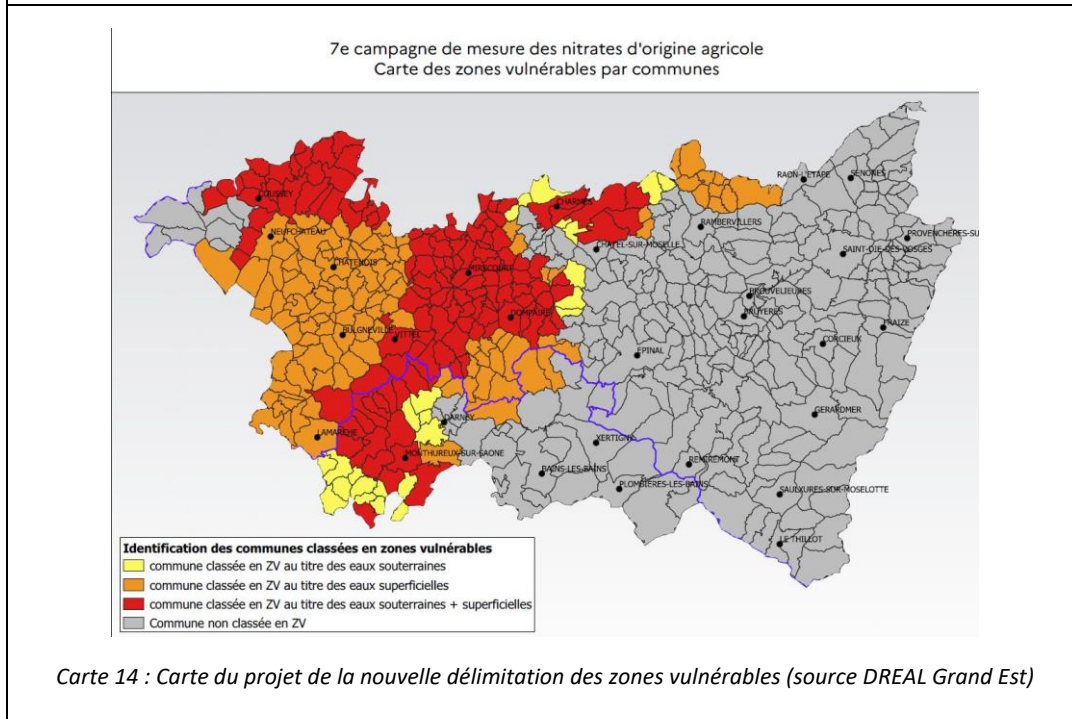 7e campagne de mesure des nitrates d'origine agricole
Carte des zones vulnérables par communes
RAON-L'ETAPE
SENONES
COUSSEY
CHARMES
NEUFCHATEAU
RAMBERVILLERS
PROVENCHERES-SU
CHATEL-SUR-MOSELLE
SAINT-DIE-DES-VOSGES
CHATENOIS
MIRECOURT
BROUVELIEURES
DOMPAIRE
BRUYERES
FRAIZE
BULGNEVILLE
VITTEL
CORCIEUX
EPINAL
GERARDMER
DARNEY
LAMARCHE
XERTIGNY
MONTHUREUX-SUR-SAONE
REMIREMONT
BAINS-LES-BAINS
PLOMBIERES-LES-BAINS
SAULXURES-SUR-MOSELOTTE
LE THILLOT
Identification des communes classées en zones vulnérables
commune classée en ZV au titre des eaux souterraines
commune classée en ZV au titre des eaux superficielles
commune classée en ZV au titre des eaux souterraines + superficielles
Commune non classée en ZV
Carte 14 : Carte du projet de la nouvelle délimitation des zones vulnérables (source DREAL Grand Est)